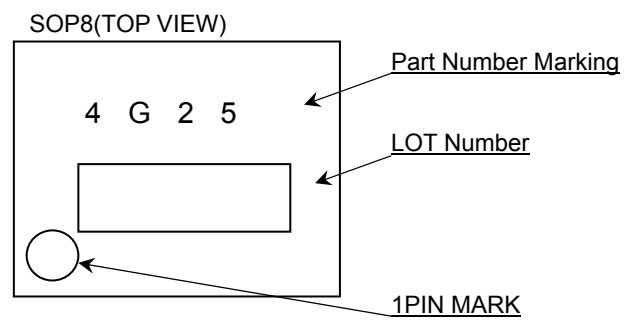 SOP8(TOP VIEW)
Part Number Marking
4 G 2 5
LOT Number
1PIN MARK